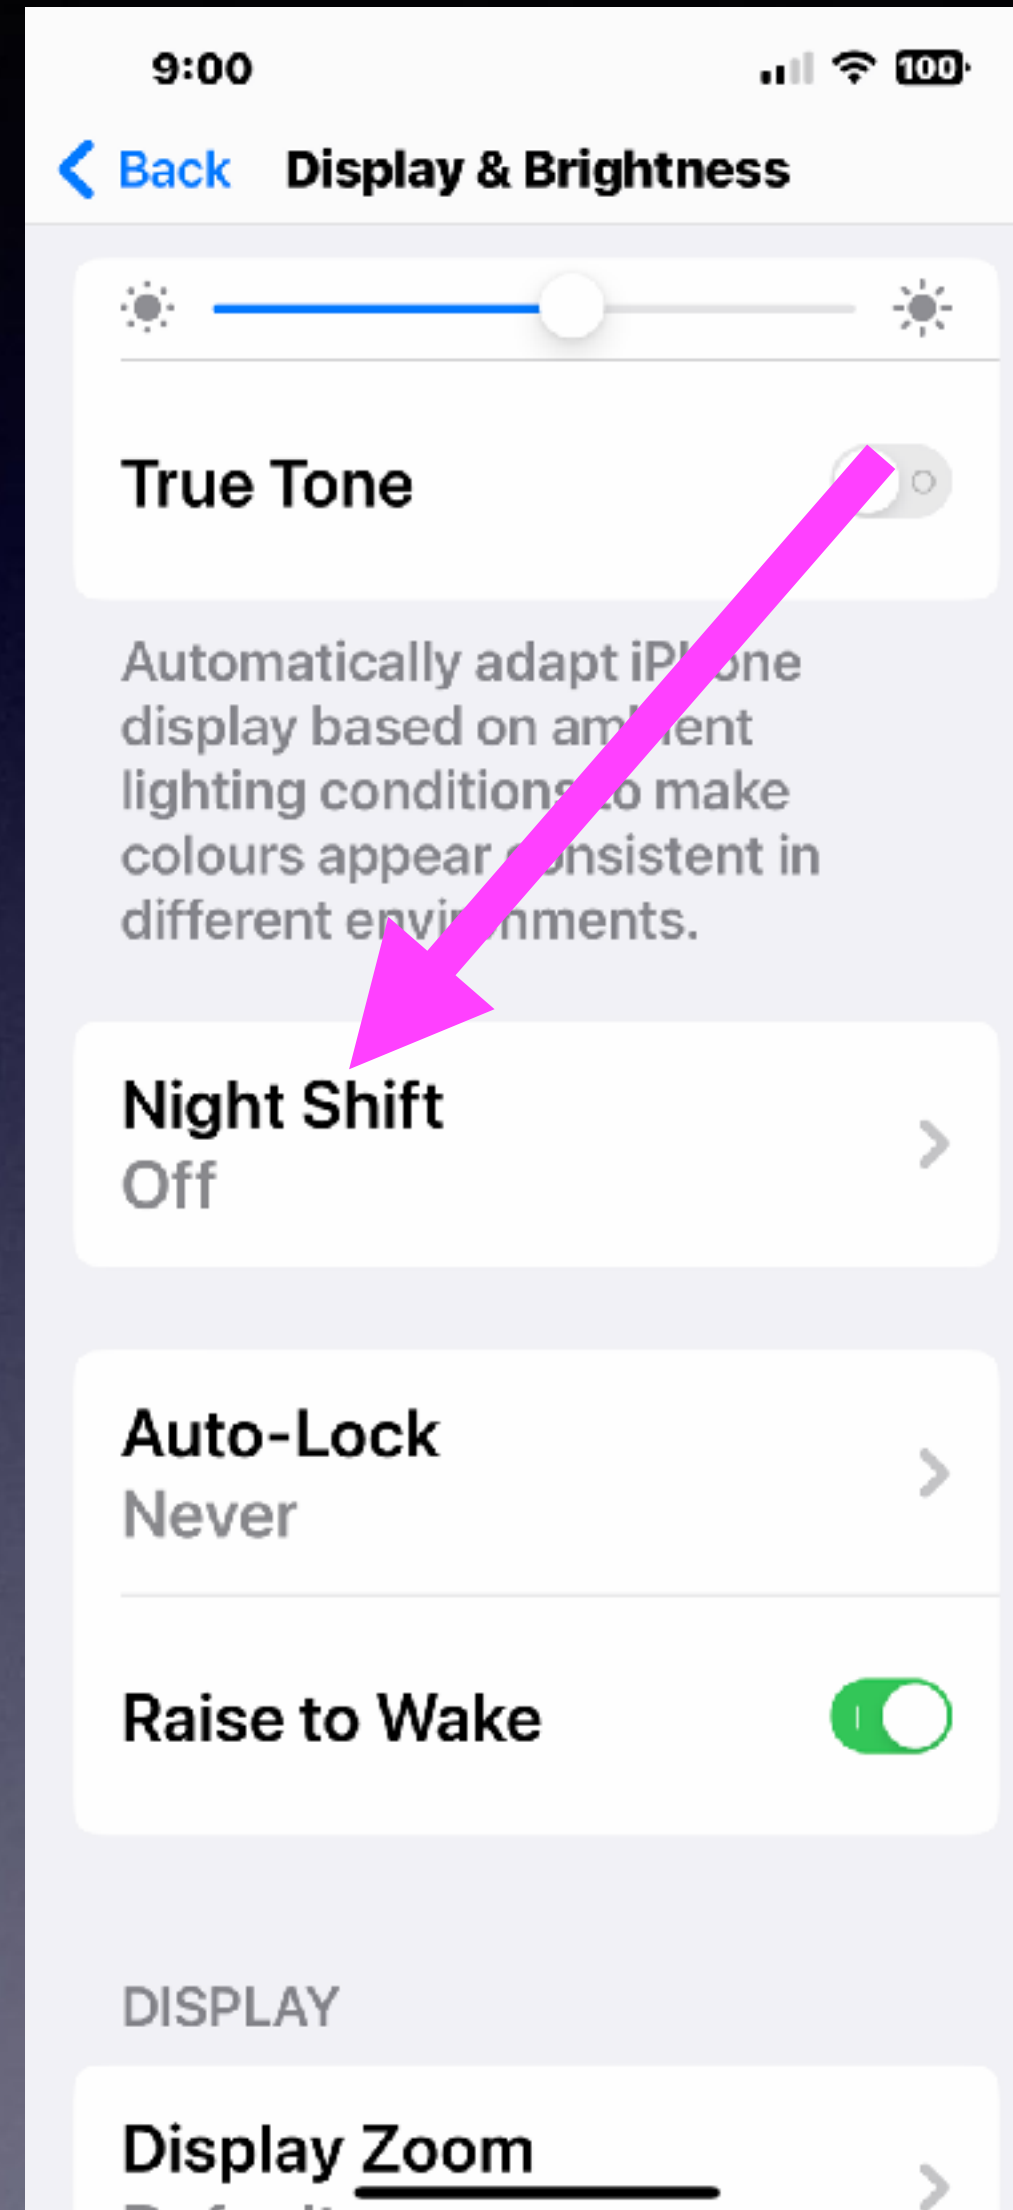 9:00
100
Back Display & Brightness
True Tone
Automatically adapt iPhone
display based on ambient
lighting conditions to make
colours appear consistent in
different environments.
Night Shift
Off
Auto-Lock
Never
Raise to Wake
DISPLAY
Display Zoom